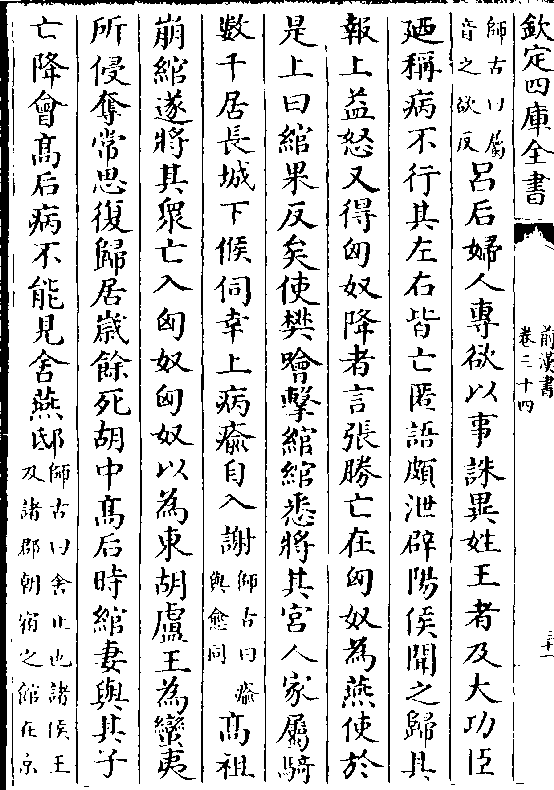 欽定四庫全書
前漢書
卷三十四
三十一
師古曰屬
音之欲反
呂后婦人專欲以事誅異姓王者及大功臣
廼稱病不行其左右皆亡匿語頗泄辟陽侯聞之歸具
報上益怒又得匈奴降者言張勝亡在匈奴為燕使於
是上曰綰果反矣使樊噲擊綰綰悉將其宮人家屬騎
數千居長城下候伺幸上病瘉自入謝
師古曰瘉
與愈同
高祖
崩綰遂將其衆亡入匈奴匈奴以為東胡盧王為蠻夷
所侵奪常思復歸居嵗餘死胡中高后時綰妻與其子
亡降會高后病不能見舍燕邸
師古曰舍止也諸侯王
及諸郡朝宿之館在京